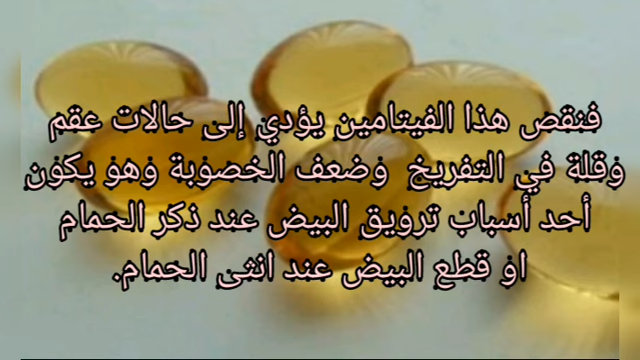 فنقص هذا الفيتامين يؤدي إلى حالات عقم
وقلة في التفريخ وضعف الخصوبة وهو يكون
أحد أسباب ترويق البيض عند ذكر الحمام
او قطع البيض عند انثى الحمام.